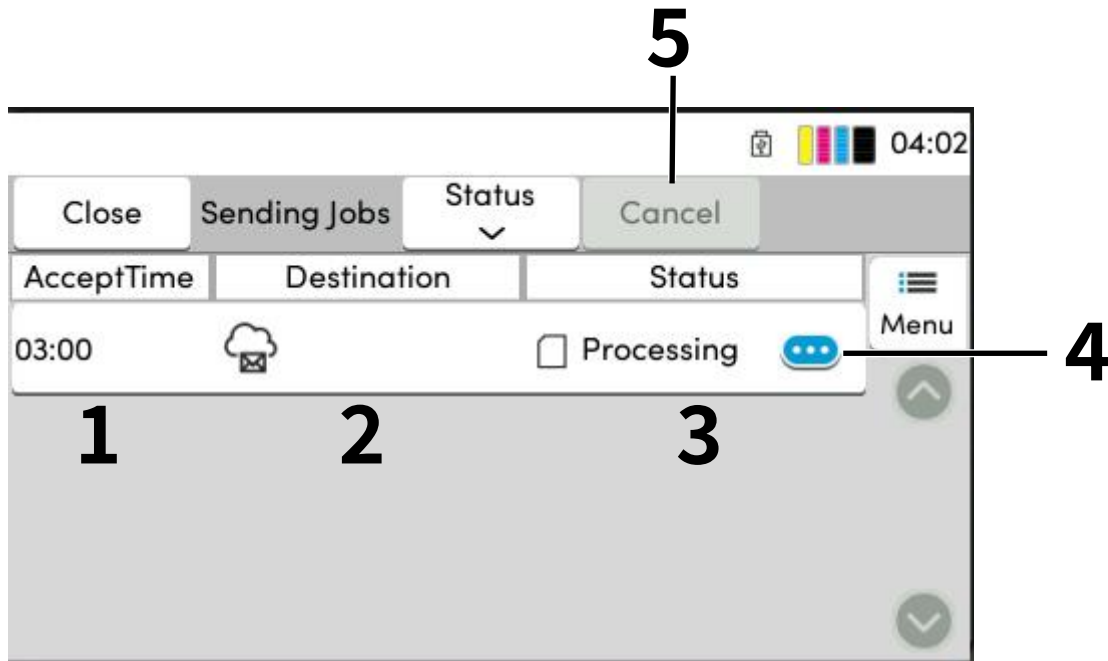 5
04:02
Close Sending Jobs Status Cancel
AcceptTime Destination Status
Menu
03:00 Processing
4
1 2 3